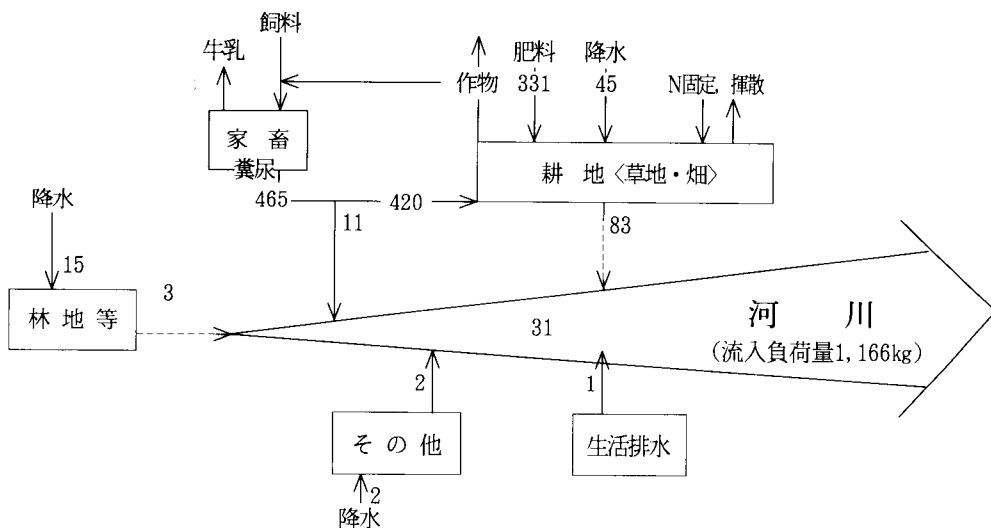 飼料
牛乳
作物
肥料
331
降水
45
N固定, 揮散
家畜
糞尿
465
420
11
耕地〈草地・畑〉
83
降水
15
林地等
3
31
河川
(流入負荷量1,166kg)
2
1
その他
生活排水
2
降水